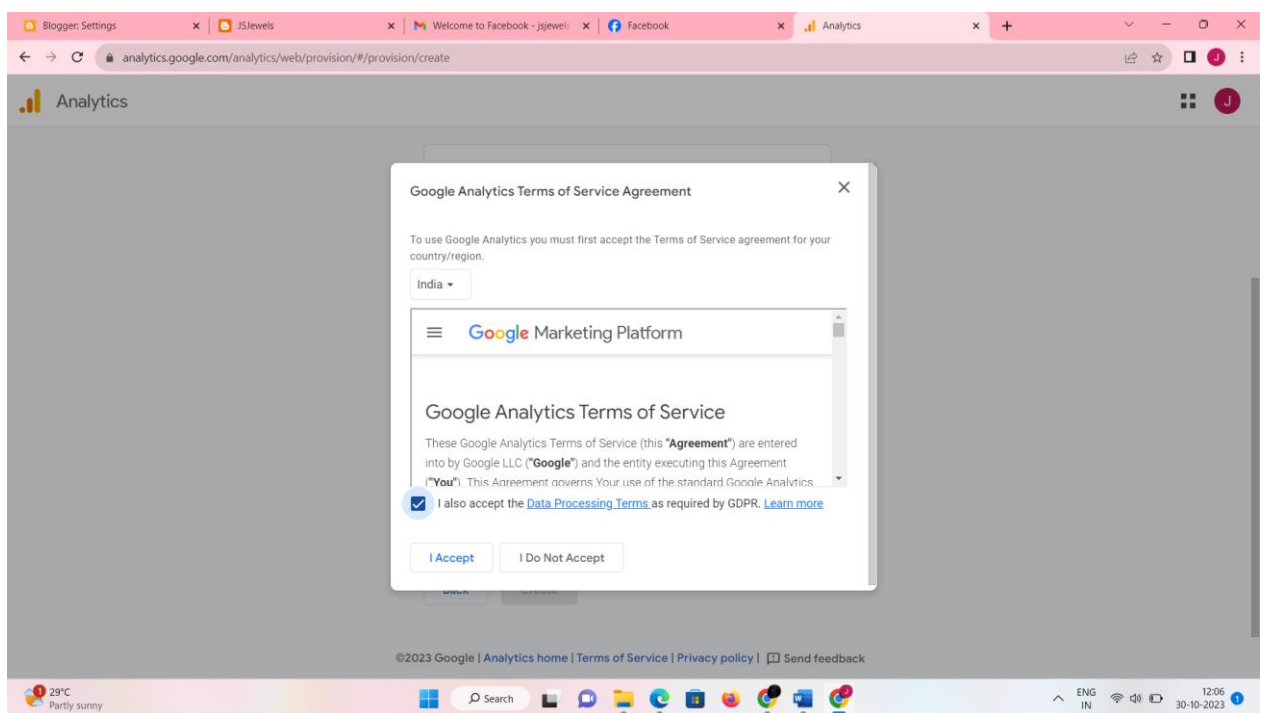 Blogger: Settings
JSJewels
Welcome to Facebook - jsjewels
Facebook
Analytics
analytics.google.com/analytics/web/provision/#/provision/create
J
Analytics
J
Google Analytics Terms of Service Agreement
To use Google Analytics you must first accept the Terms of Service agreement for your
country/region.
India
Google Marketing Platform
Google Analytics Terms of Service
These Google Analytics Terms of Service (this "Agreement") are entered
into by Google LLC ("Google") and the entity executing this Agreement
("You"). This Agreement governs Your use of the standard Google Analytics
I also accept the Data Processing Terms as required by GDPR. Learn more
I Accept
I Do Not Accept
Back
Create
©2023 Google | Analytics home | Terms of Service | Privacy policy | Send feedback
1
29°C
Partly sunny
Search
ENG
IN
12:06
30-10-2023
1